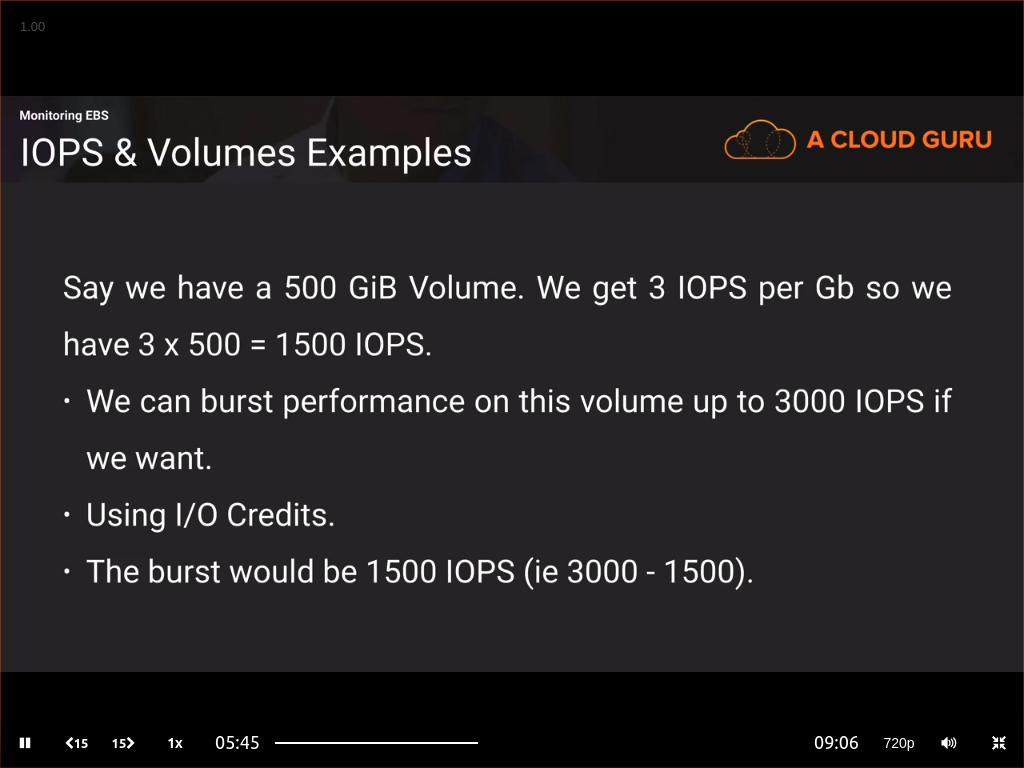 1.00
Monitoring EBS
IOPS & Volumes Examples
A CLOUD GURU
Say we have a 500 GiB Volume. We get 3 IOPS per Gb so we
have 3 x 500 = 1500 IOPS.
• We can burst performance on this volume up to 3000 IOPS if
we want.
• Using I/O Credits.
• The burst would be 1500 IOPS (ie 3000 - 1500).
15 15 1x 05:45 09:06 720p